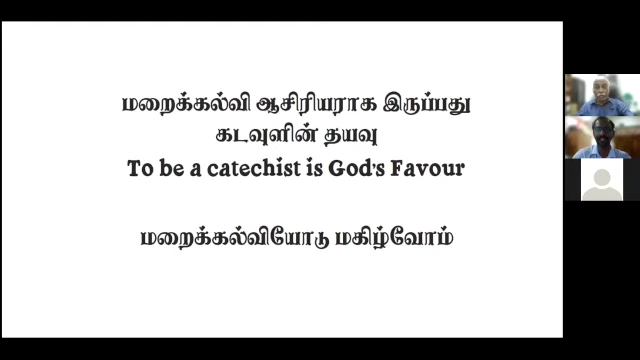 மறைக்கல்வி ஆசிரியராக இருப்பது
கடவுளின் தயவு
To be a catechist is God's Favour
மறைக்கல்வியோடு மகிழ்வோம்